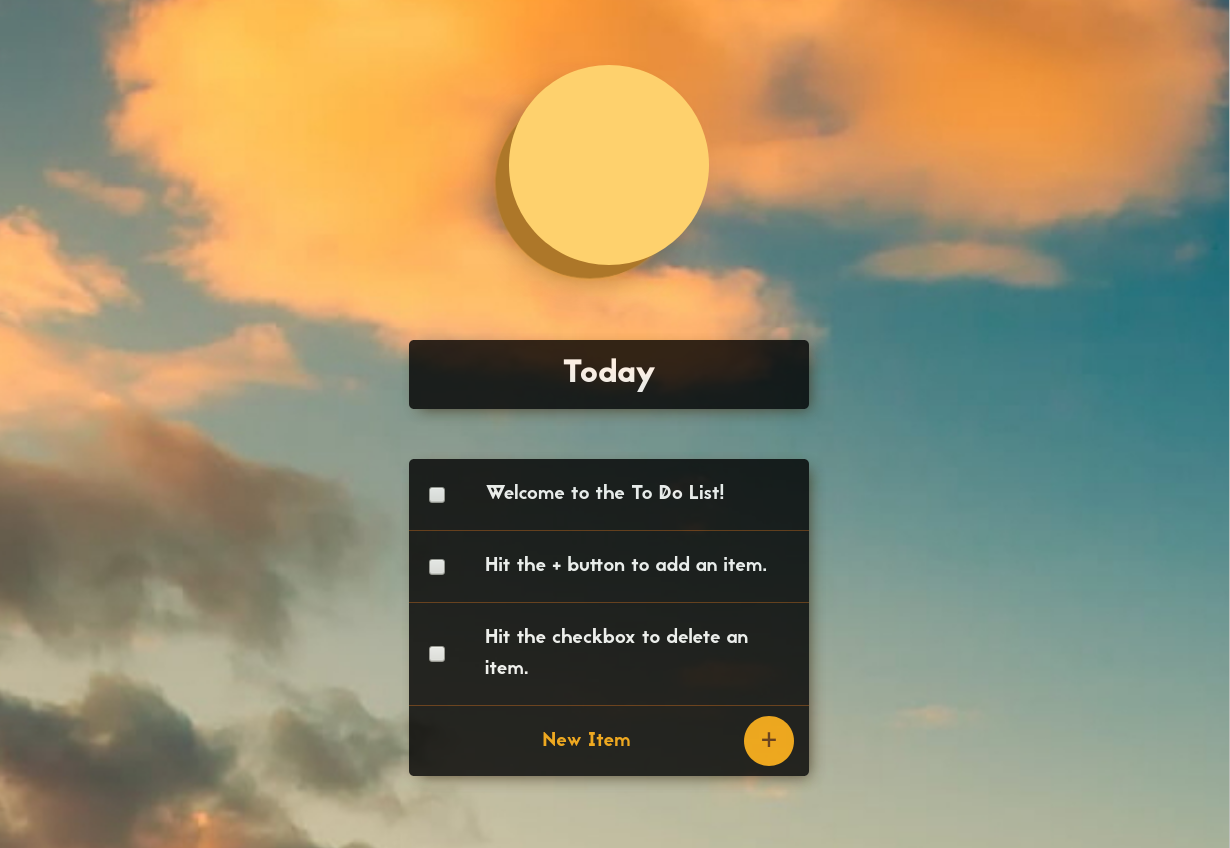 Today
Welcome to the To Do List!
Hit the + button to add an item.
Hit the checkbox to delete an
item.
New Item
+